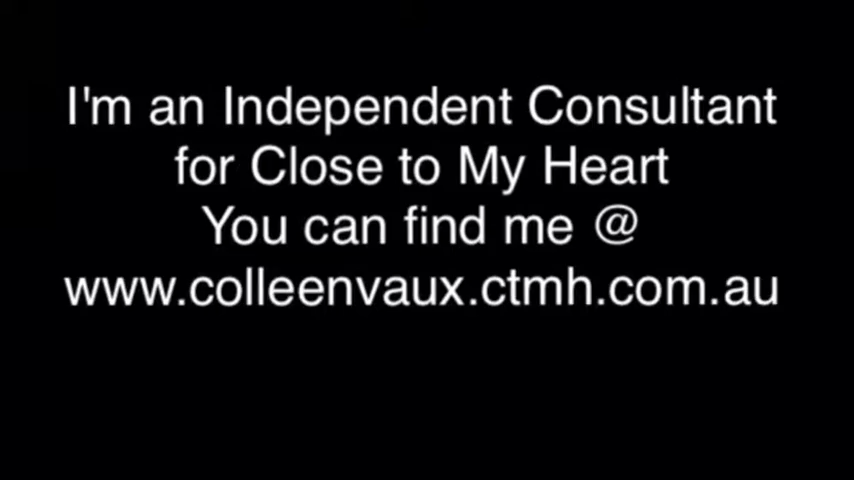 I'm an Independent Consultant
for Close to My Heart
You can find me @
www.colleenvaux.ctmh.com.au